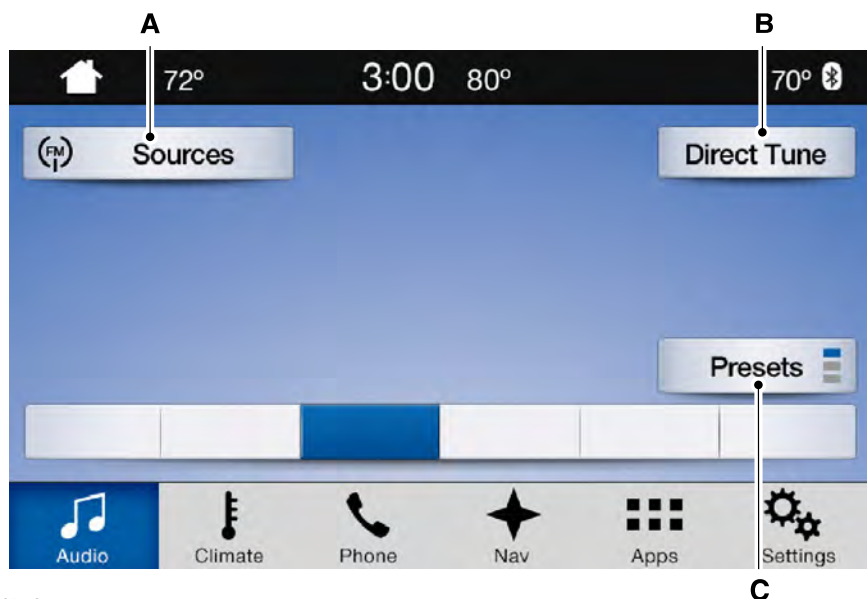 A B
72° 3:00 80° 70°
FM Sources Direct Tune
Presets
Audio Climate Phone Nav Apps Settings
C